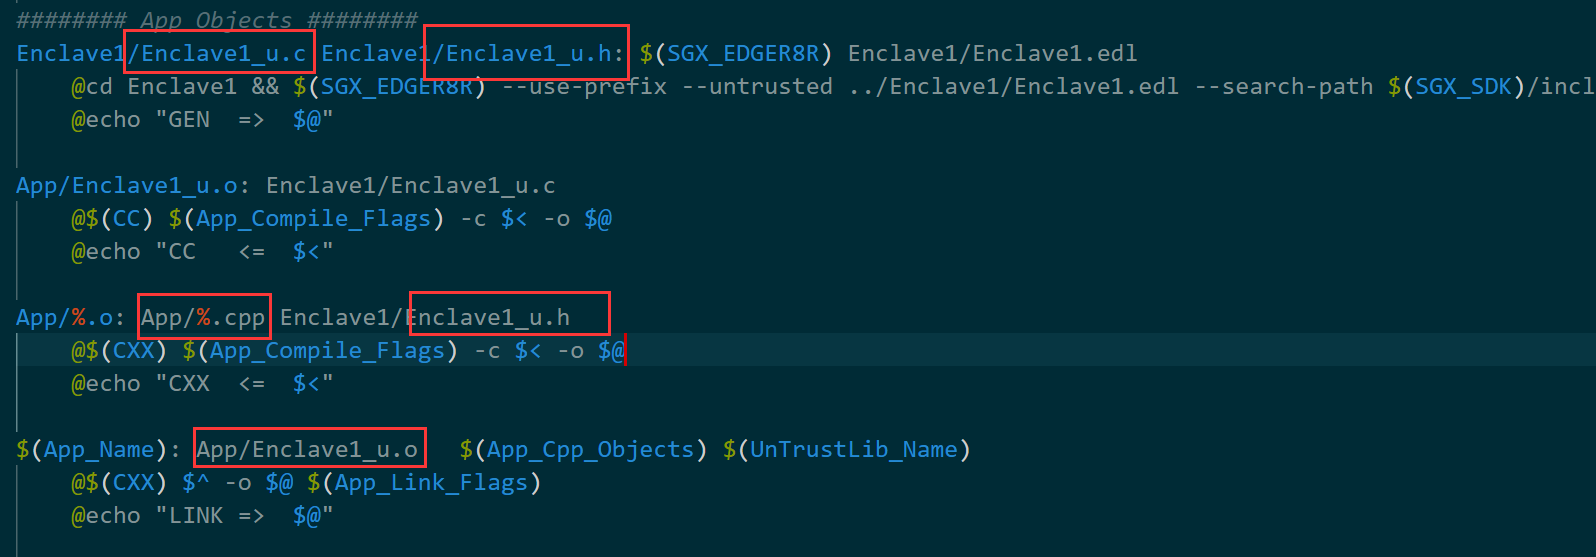 ######## App Objects ########
Enclave1/Enclave1_u.c Enclave1/Enclave1_u.h: $(SGX_EDGER8R) Enclave1/Enclave1.edl
@cd Enclave1 && $(SGX_EDGER8R) --use-prefix --untrusted ../Enclave1/Enclave1.edl --search-path $(SGX_SDK)/incl
@echo "GEN  =>  $@"
App/Enclave1_u.o: Enclave1/Enclave1_u.c
@$(CC) $(App_Compile_Flags) -c $< -o $@
@echo "CC   <=  $<"
App/%.o: App/%.cpp Enclave1/Enclave1_u.h
@$(CXX) $(App_Compile_Flags) -c $< -o $@
@echo "CXX  <=  $<"
$(App_Name): App/Enclave1_u.o   $(App_Cpp_Objects) $(UnTrustLib_Name)
@$(CXX) $^ -o $@ $(App_Link_Flags)
@echo "LINK =>  $@"